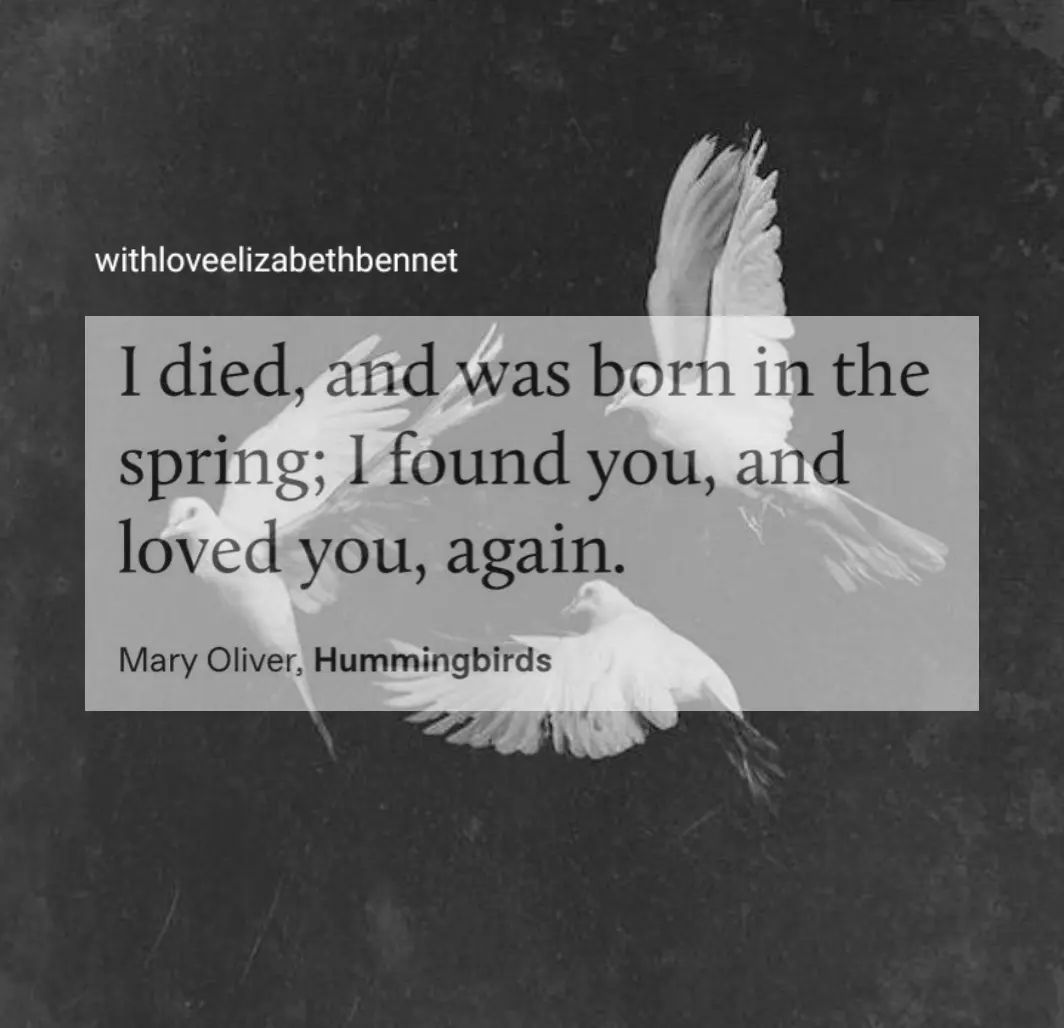 withloveelizabethbennet
I died, and was born in the
spring; I found you, and
loved you, again.
Mary Oliver, Hummingbirds